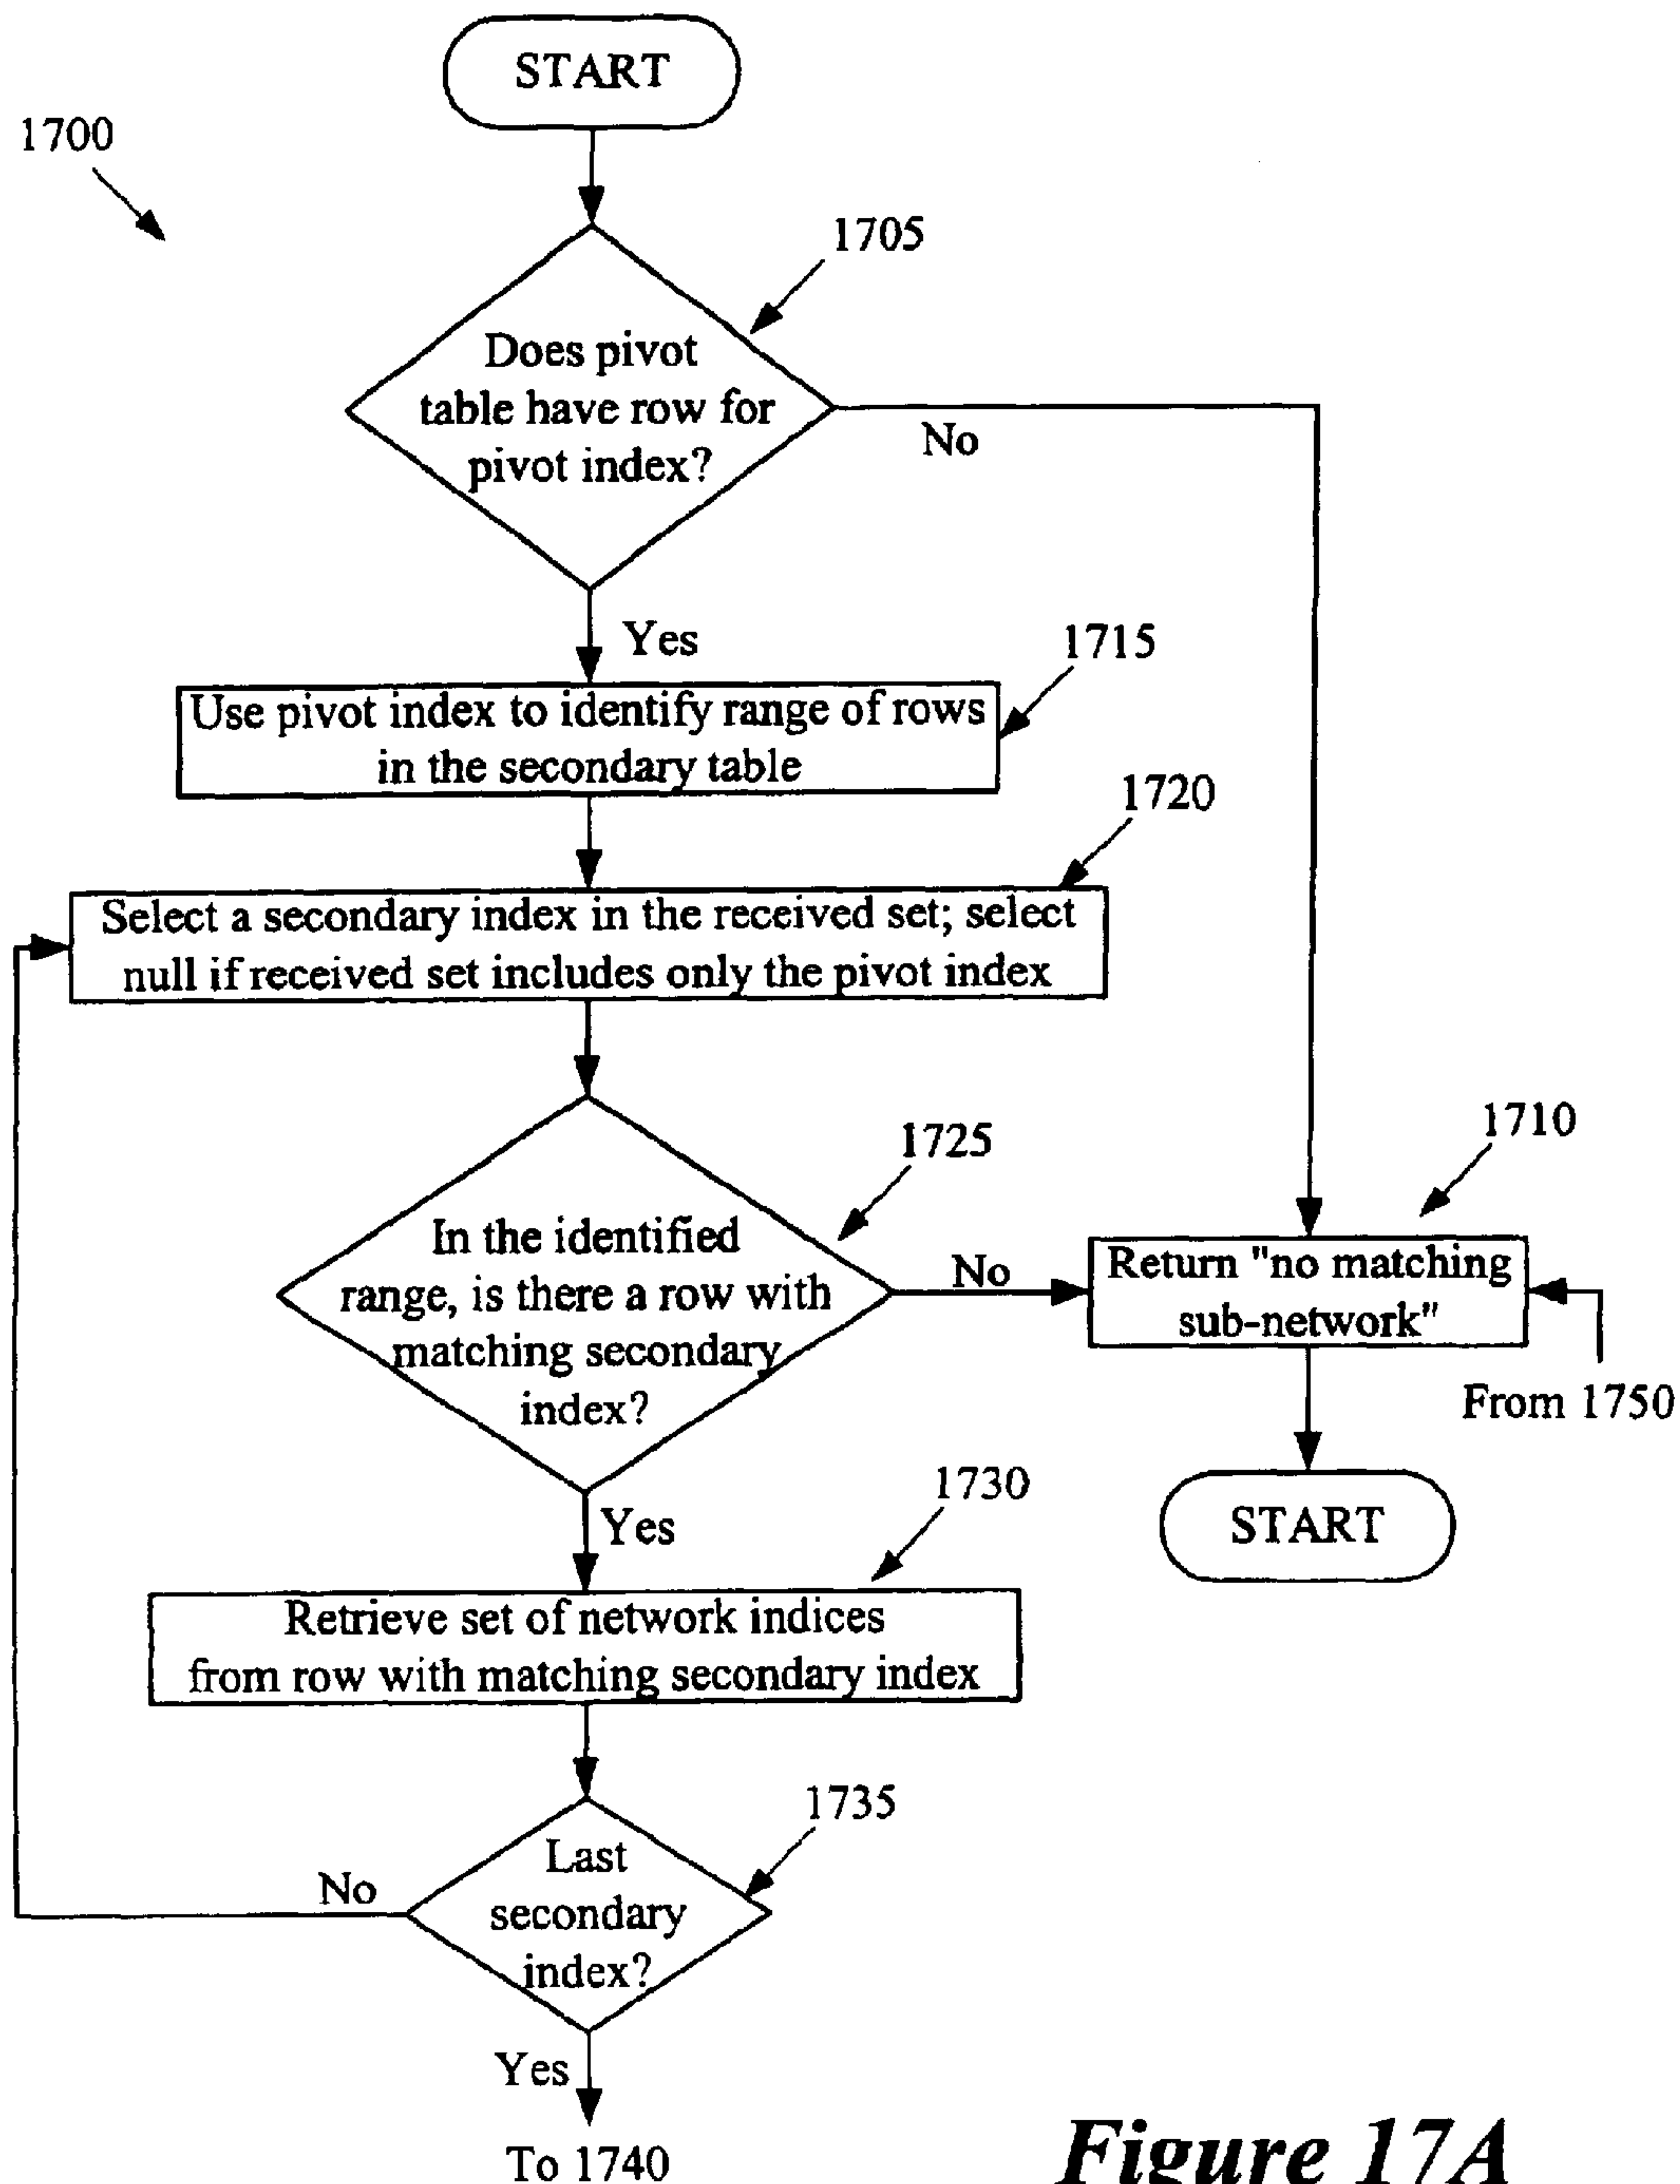 START
1700
1705
Does pivot
table have row for
pivot index?
No
Yes
1715
Use pivot index to identify range of rows
in the secondary table
1720
Select a secondary index in the received set; select
null if received set includes only the pivot index
1725
In the identified
range, is there a row with
matching secondary
index?
No
1710
Return "no matching
sub-network"
From 1750
START
Yes
1730
Retrieve set of network indices
from row with matching secondary index
1735
Last
secondary
index?
No
Yes
To 1740
Figure 17A